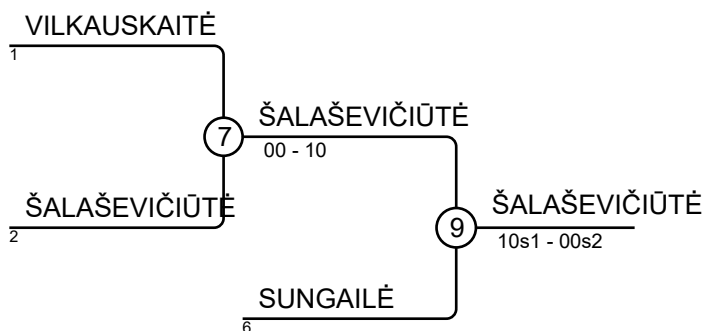 VILKAUSKAITĖ
1
7
ŠALAŠEVIČIŪTĖ
00 - 10
ŠALAŠEVIČIŪTĖ
2
9
ŠALAŠEVIČIŪTĖ
10s1 - 00s2
SUNGAILĖ
6